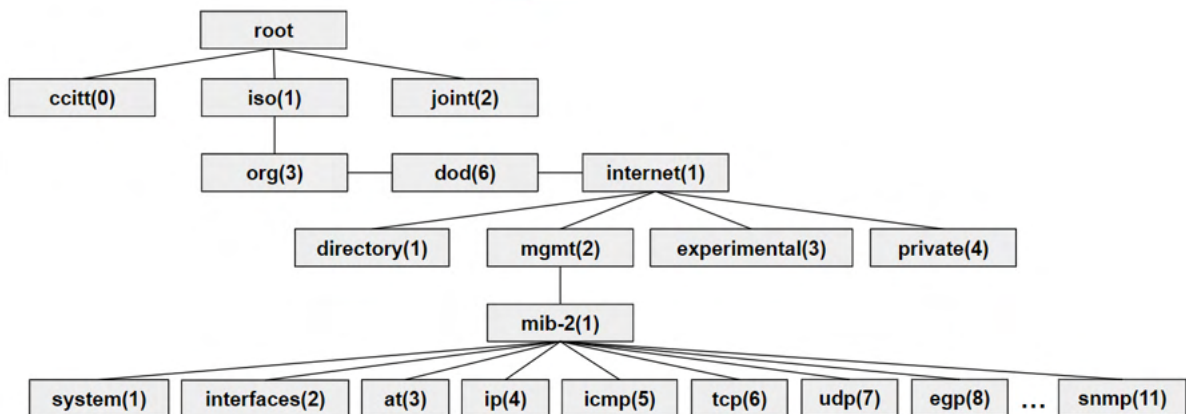 root
ccitt(0) iso(1) joint(2)
org(3) dod(6) internet(1)
directory(1) mgmt(2) experimental(3) private(4)
mib-2(1)
system(1) interfaces(2) at(3) ip(4) icmp(5) tcp(6) udp(7) egp(8) ... snmp(11)